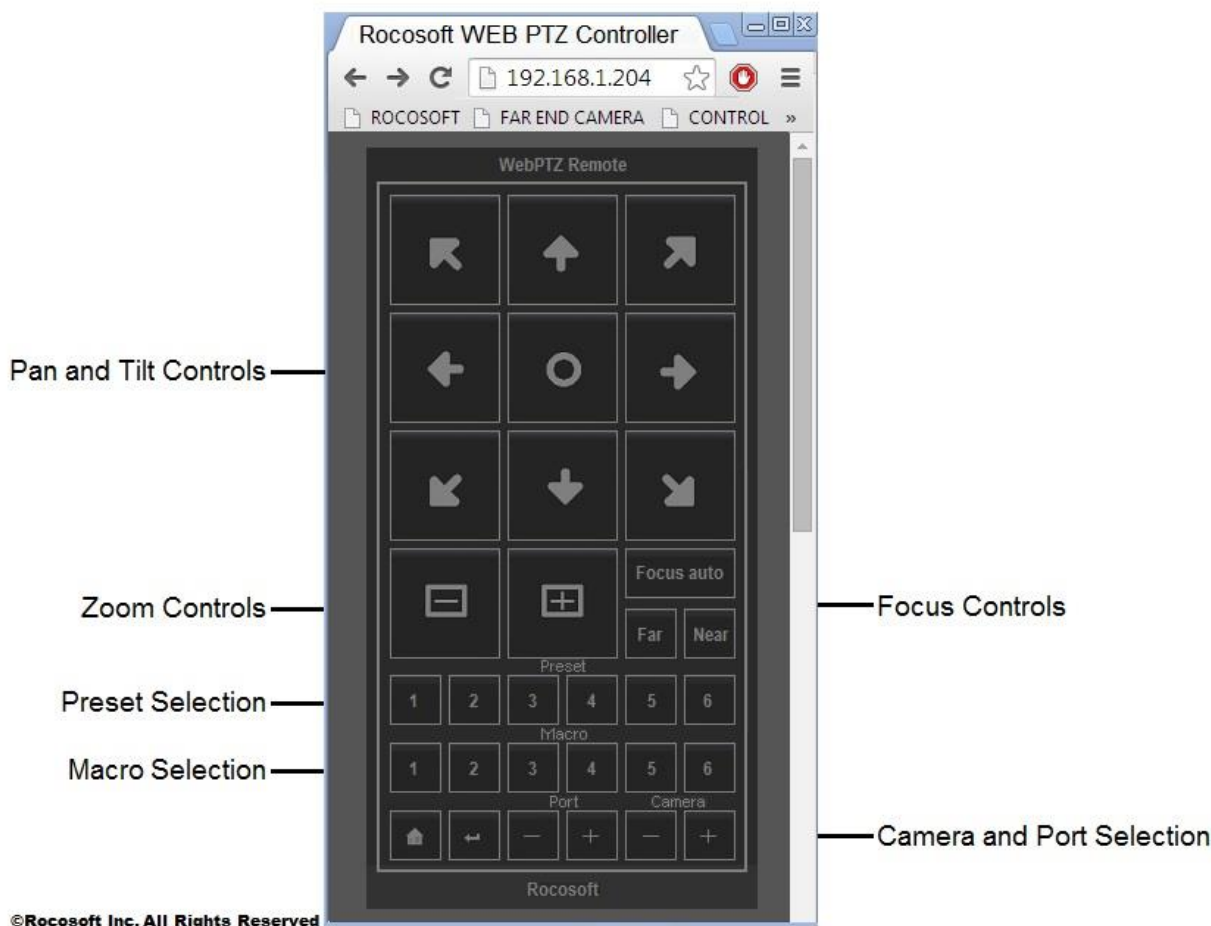 Rocosoft WEB PTZ Controller
192.168.1.204
ROCOSOFT FAR END CAMERA CONTROL »
WebPTZ Remote
Pan and Tilt Controls
Focus auto
Zoom Controls
Focus Controls
Far Near
Preset
Preset Selection
1 2 3 4 5 6
Macro
Macro Selection
1 2 3 4 5 6
Port Camera
− + − +
Camera and Port Selection
Rocosoft
©Rocosoft Inc. All Rights Reserved